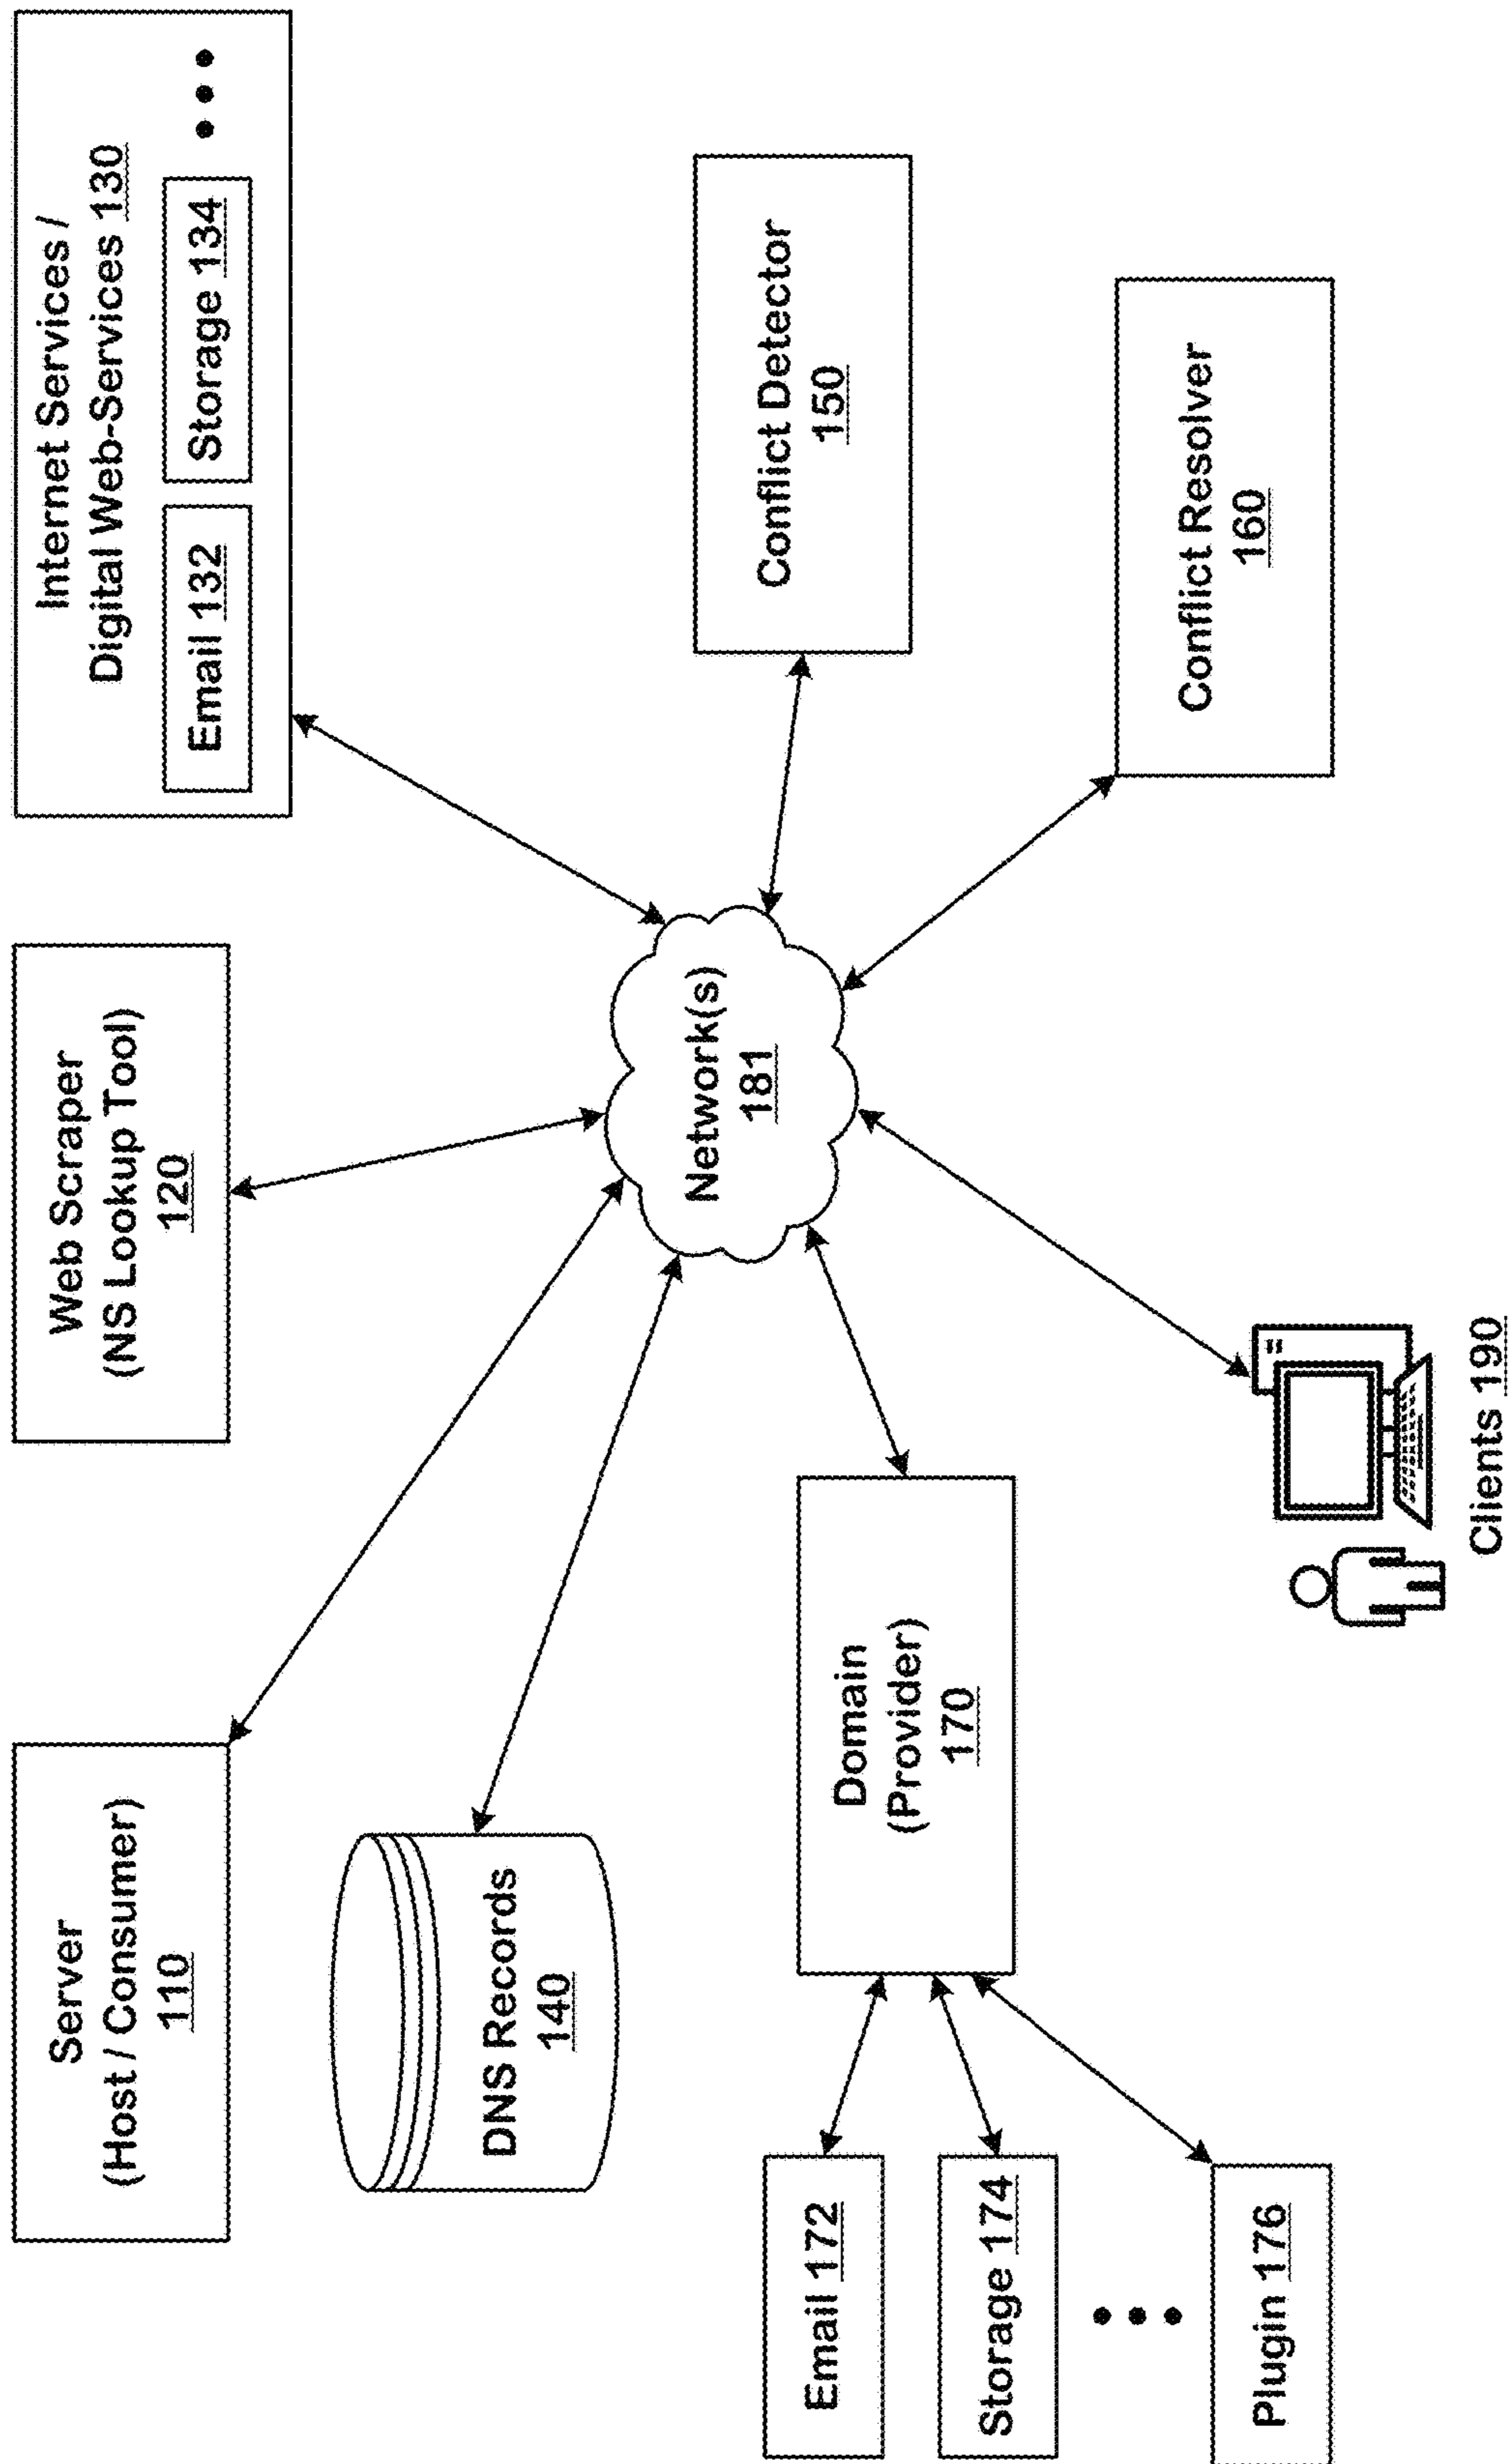 Server
(Host / Consumer)
110
Web Scraper
(NS Lookup Tool)
120
Internet Services /
Digital Web-Services 130
Email 132
Storage 134
DNS Records
140
Network(s)
181
Conflict Detector
150
Conflict Resolver
160
Domain
(Provider)
170
Email 172
Storage 174
Plugin 176
Clients 190